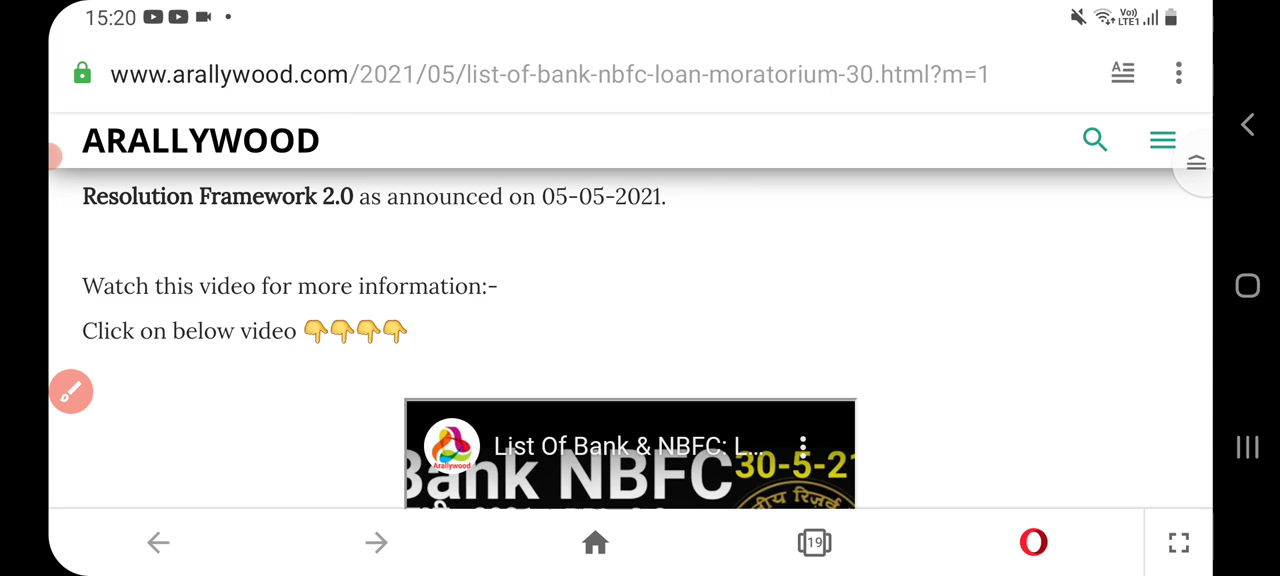 15:20
Vo)) LTE1
www.arallywood.com/2021/05/list-of-bank-nbfc-loan-moratorium-30.html?m=1
ARALLYWOOD
Resolution Framework 2.0 as announced on 05-05-2021.
Watch this video for more information:-
Click on below video 👇👇👇👇
List Of Bank & NBFC: L...
Arallywood
Bank NBFC 30-5-21
रिज़र्व
19